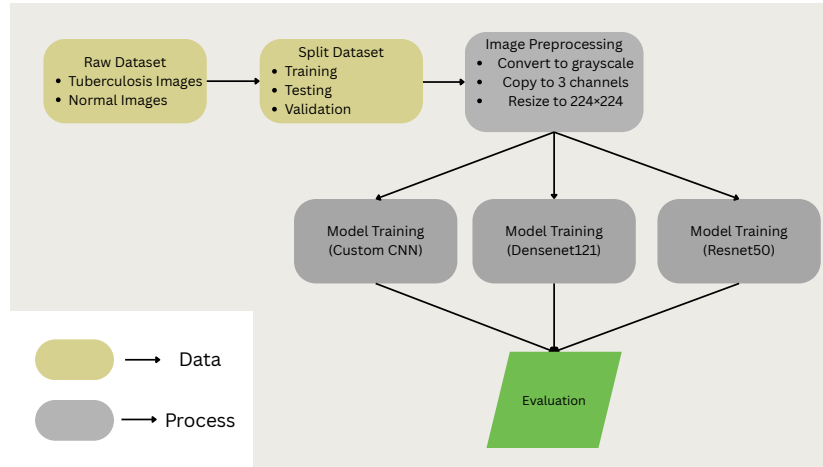 Raw Dataset
• Tuberculosis Images
• Normal Images
Split Dataset
• Training
• Testing
• Validation
Image Preprocessing
• Convert to grayscale
• Copy to 3 channels
• Resize to 224×224
Model Training
(Custom CNN)
Model Training
(Densenet121)
Model Training
(Resnet50)
Evaluation
Data
Process